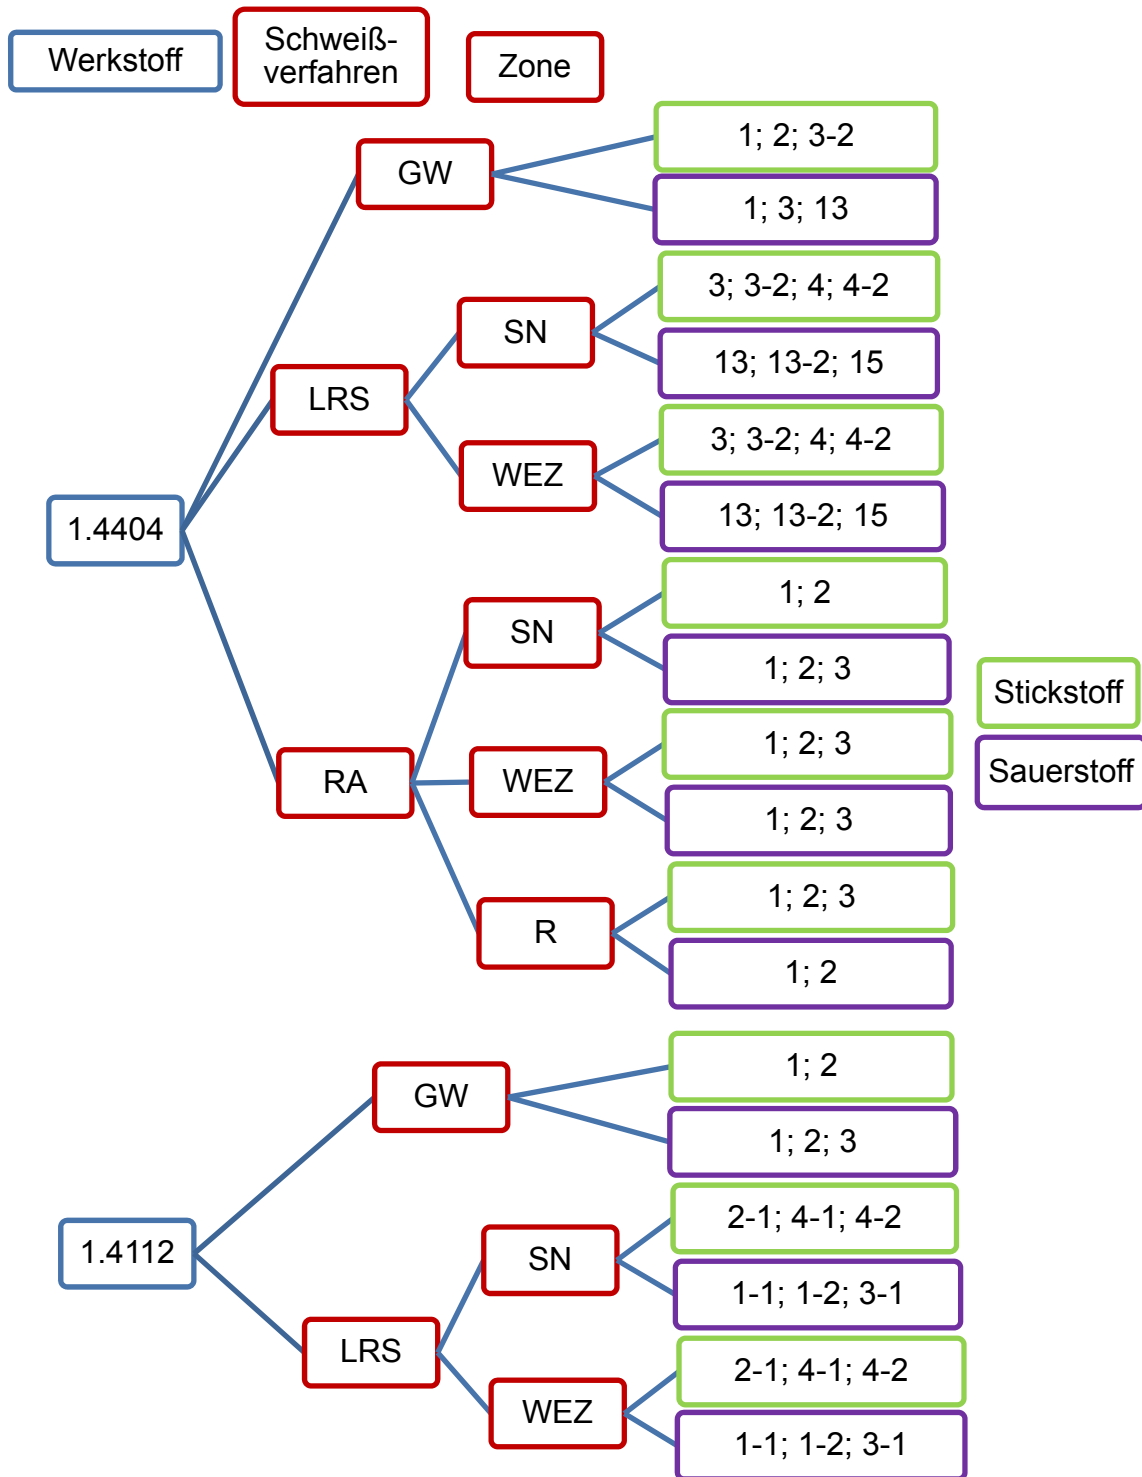 Werkstoff
Schweiß-
verfahren
Zone
1; 2; 3-2
GW
1; 3; 13
3; 3-2; 4; 4-2
SN
13; 13-2; 15
LRS
3; 3-2; 4; 4-2
WEZ
13; 13-2; 15
1.4404
1; 2
SN
1; 2; 3
Stickstoff
1; 2; 3
Sauerstoff
RA
WEZ
1; 2; 3
1; 2; 3
R
1; 2
1; 2
GW
1; 2; 3
2-1; 4-1; 4-2
1.4112
SN
1-1; 1-2; 3-1
LRS
2-1; 4-1; 4-2
WEZ
1-1; 1-2; 3-1